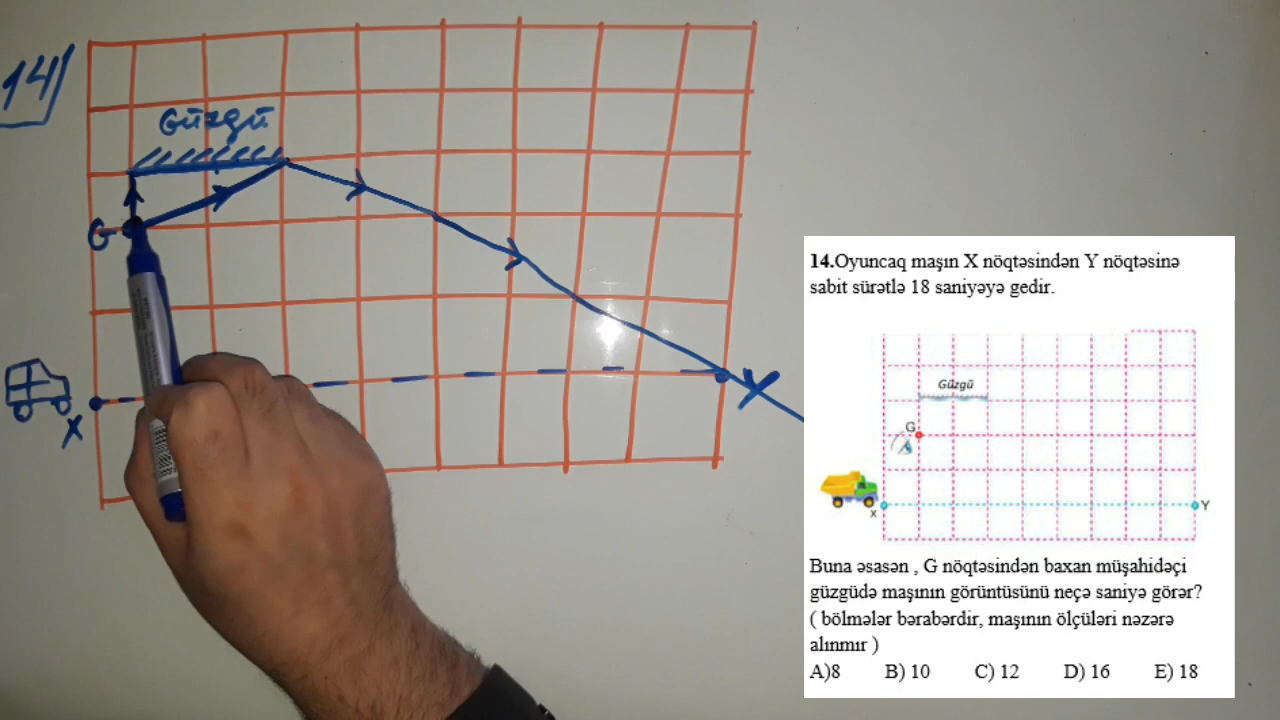 14
Güzgü
G
X
Y
14.Oyuncaq maşın X nöqtəsindən Y nöqtəsinə
sabit sürətlə 18 saniyəyə gedir.
Güzgü
G
x
Y
Buna əsasən , G nöqtəsindən baxan müşahidəçi
güzgüdə maşının görüntüsünü neçə saniyə görər?
( bölmələr bərabərdir, maşının ölçüləri nəzərə
alınmır )
A)8 B) 10 C) 12 D) 16 E) 18